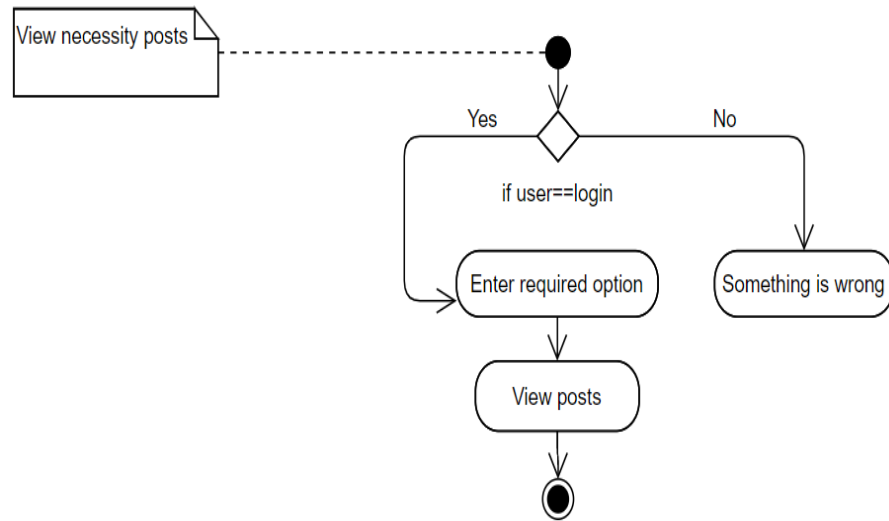 View necessity posts
Yes
No
if user==login
Enter required option
Something is wrong
View posts